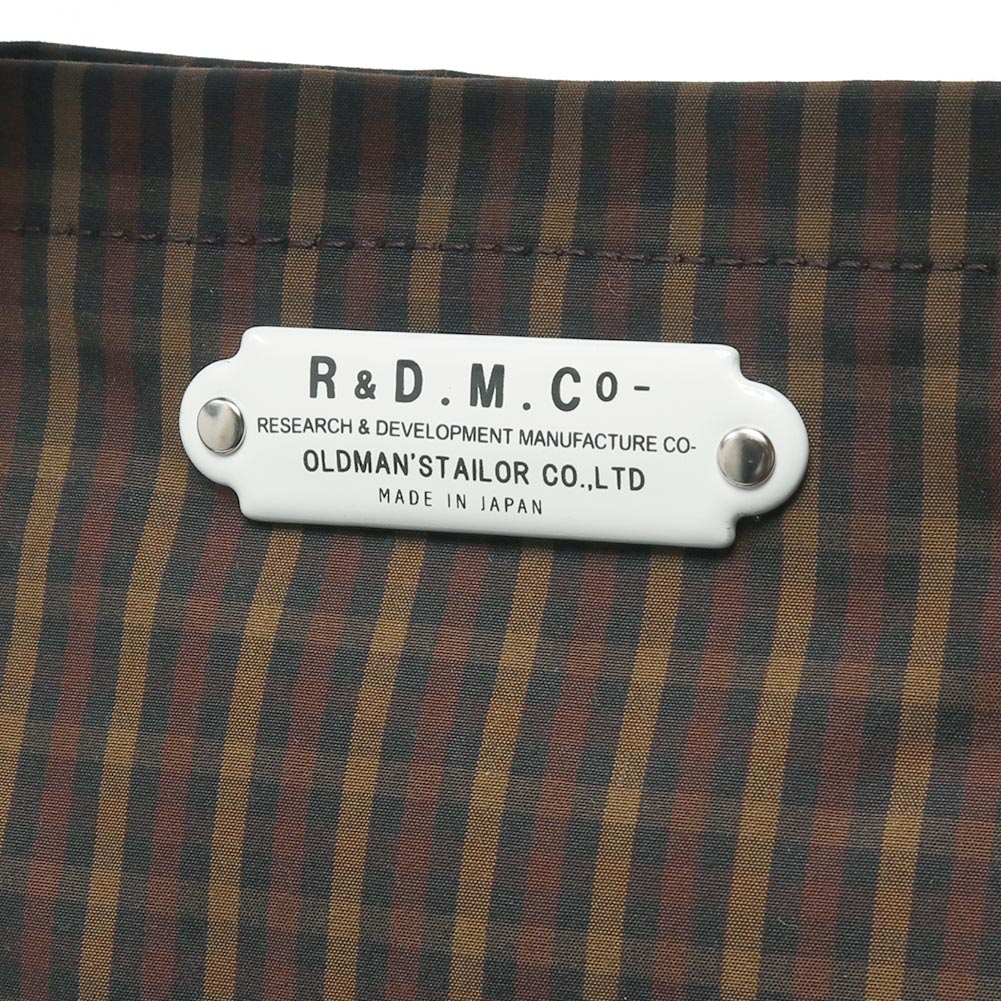 R & D . M . Co -
RESEARCH & DEVELOPMENT MANUFACTURE CO-
OLDMAN'STAILOR CO.,LTD
MADE IN JAPAN